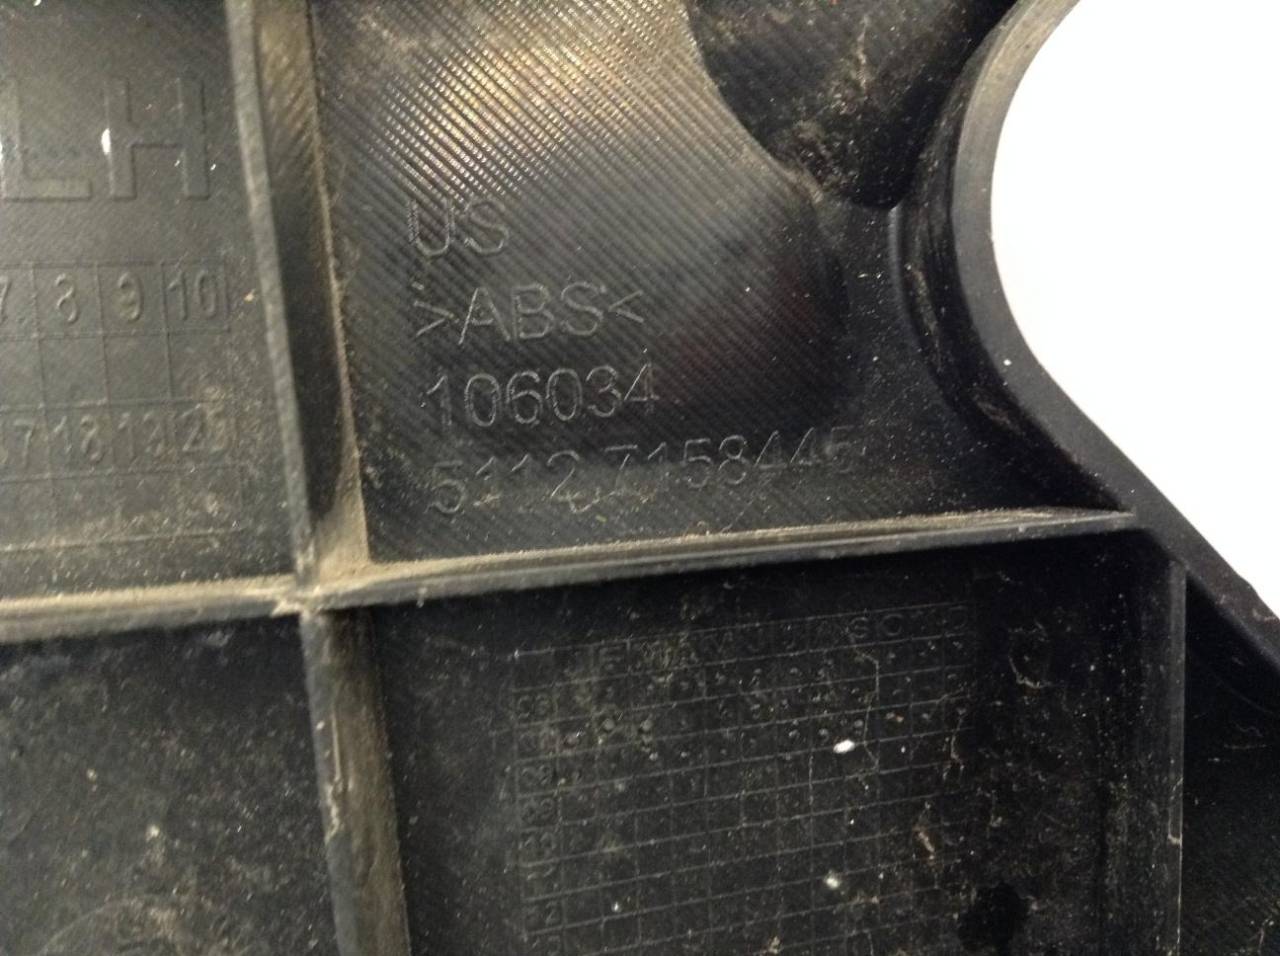 LH
US
>ABS<
106034
5112 7158445
7 8 9 10
17 18 19 20
J F M A M J J A S O N D